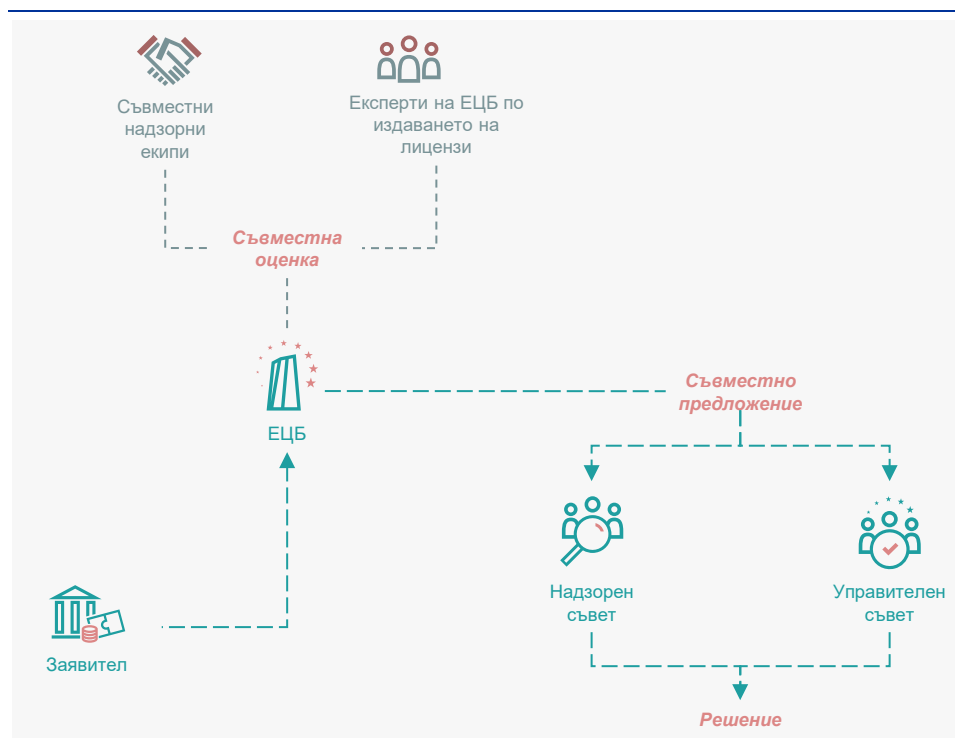 Съвместни
надзорни
екипи
Експерти на ЕЦБ по
издаването на
лицензи
Съвместна
оценка
ЕЦБ
Съвместно
предложение
Надзорен
съвет
Управителен
съвет
Заявител
Решение